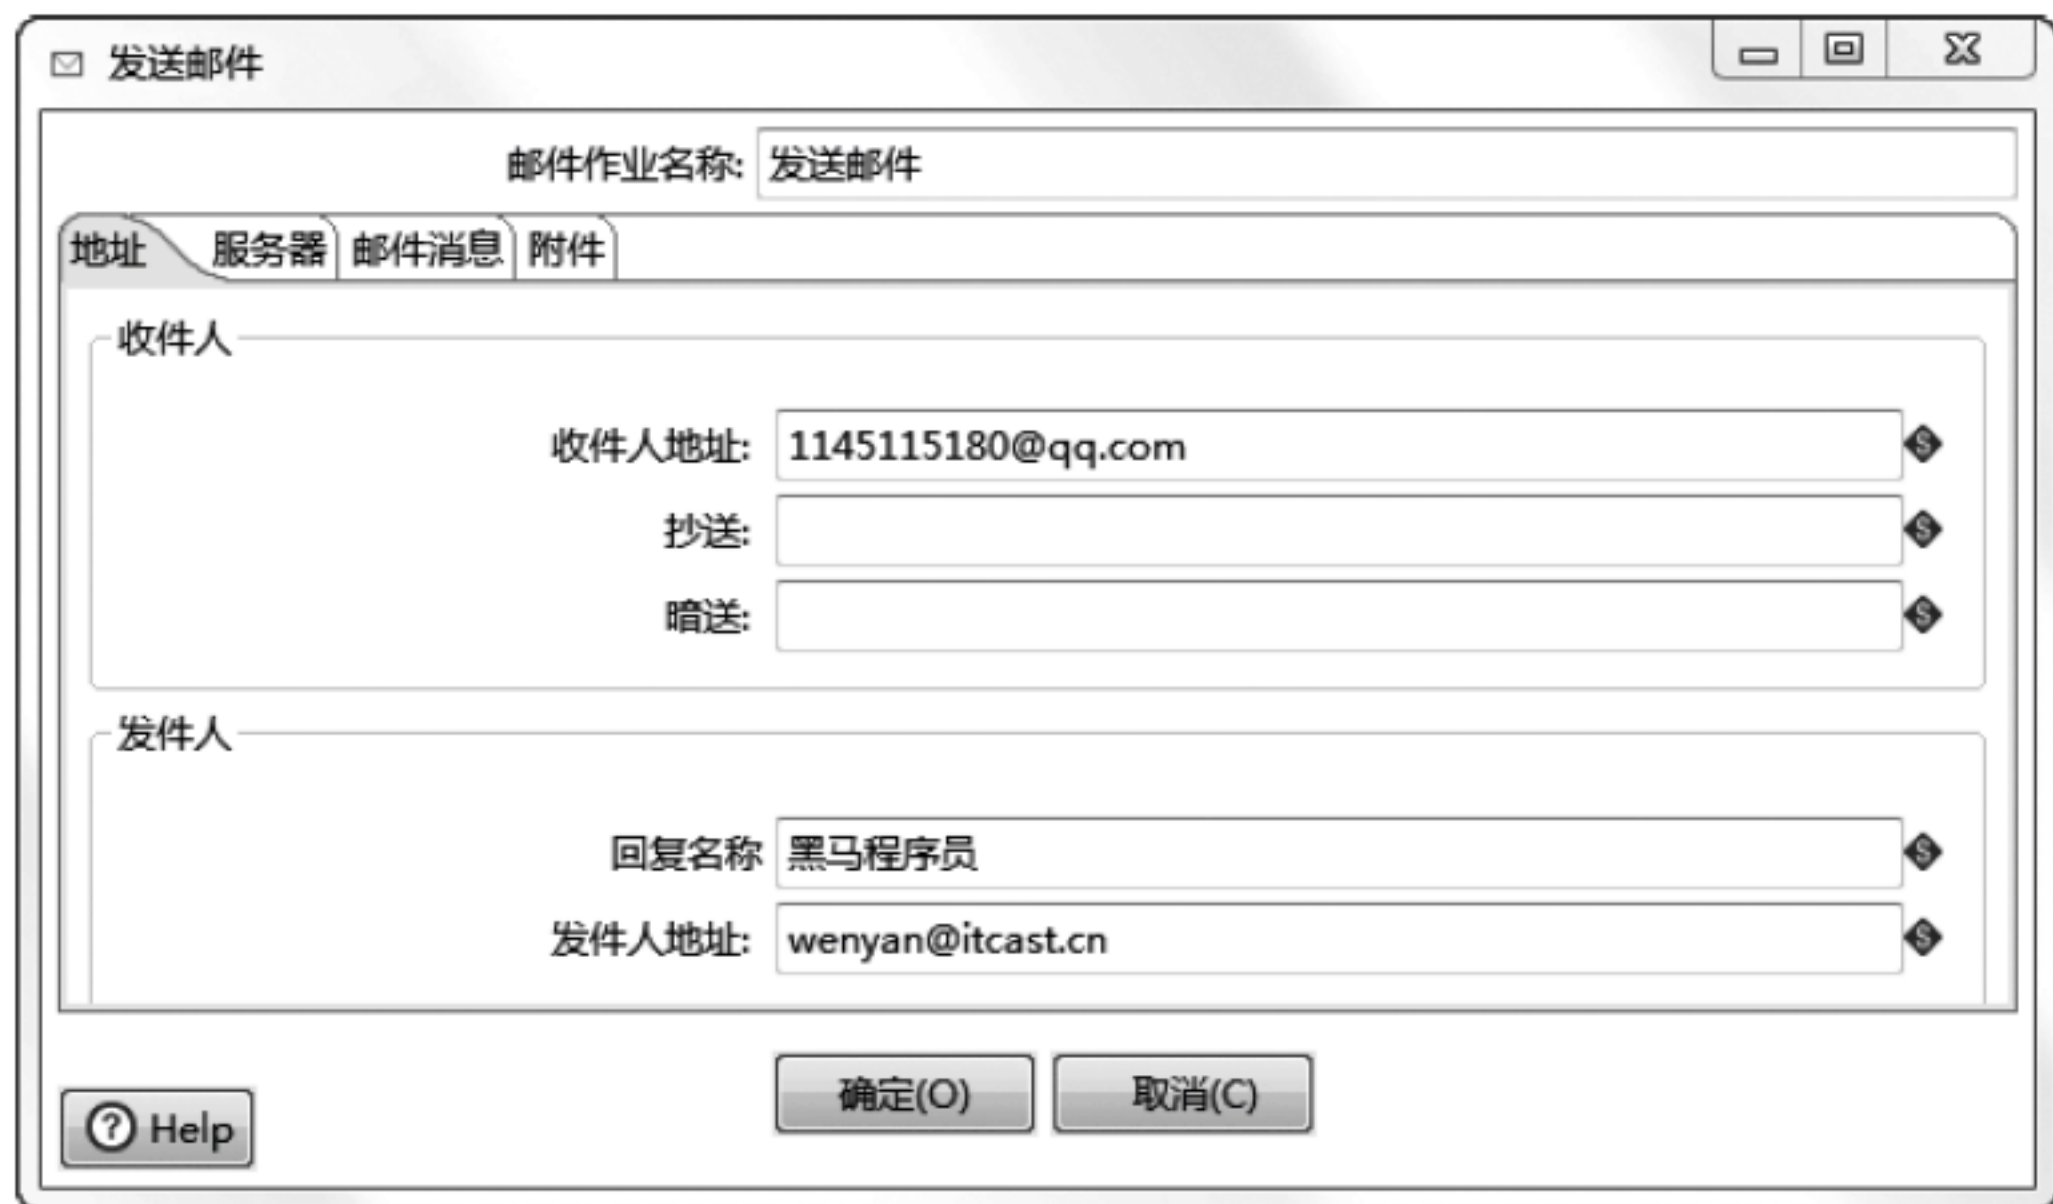 发送邮件
邮件作业名称: 发送邮件
地址 服务器 邮件消息 附件
收件人
收件人地址: 1145115180@qq.com
抄送:
暗送:
发件人
回复名称 黑马程序员
发件人地址: wenyan@itcast.cn
确定(O) 取消(C)
Help